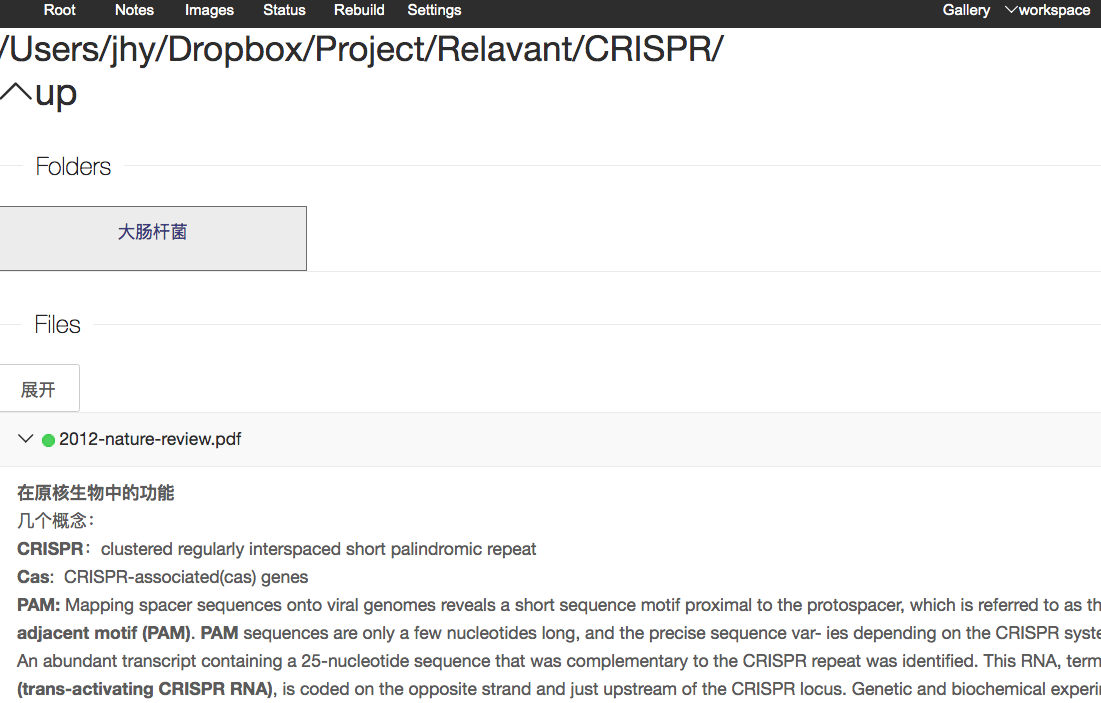 Root Notes Images Status Rebuild Settings Gallery workspace
/Users/jhy/Dropbox/Project/Relavant/CRISPR/
up
Folders
大肠杆菌
Files
展开
2012-nature-review.pdf
在原核生物中的功能
几个概念：
CRISPR：clustered regularly interspaced short palindromic repeat
Cas：CRISPR-associated(cas) genes
PAM: Mapping spacer sequences onto viral genomes reveals a short sequence motif proximal to the protospacer, which is referred to as th
adjacent motif (PAM). PAM sequences are only a few nucleotides long, and the precise sequence var- ies depending on the CRISPR syste
An abundant transcript containing a 25-nucleotide sequence that was complementary to the CRISPR repeat was identified. This RNA, term
(trans-activating CRISPR RNA), is coded on the opposite strand and just upstream of the CRISPR locus. Genetic and biochemical experi